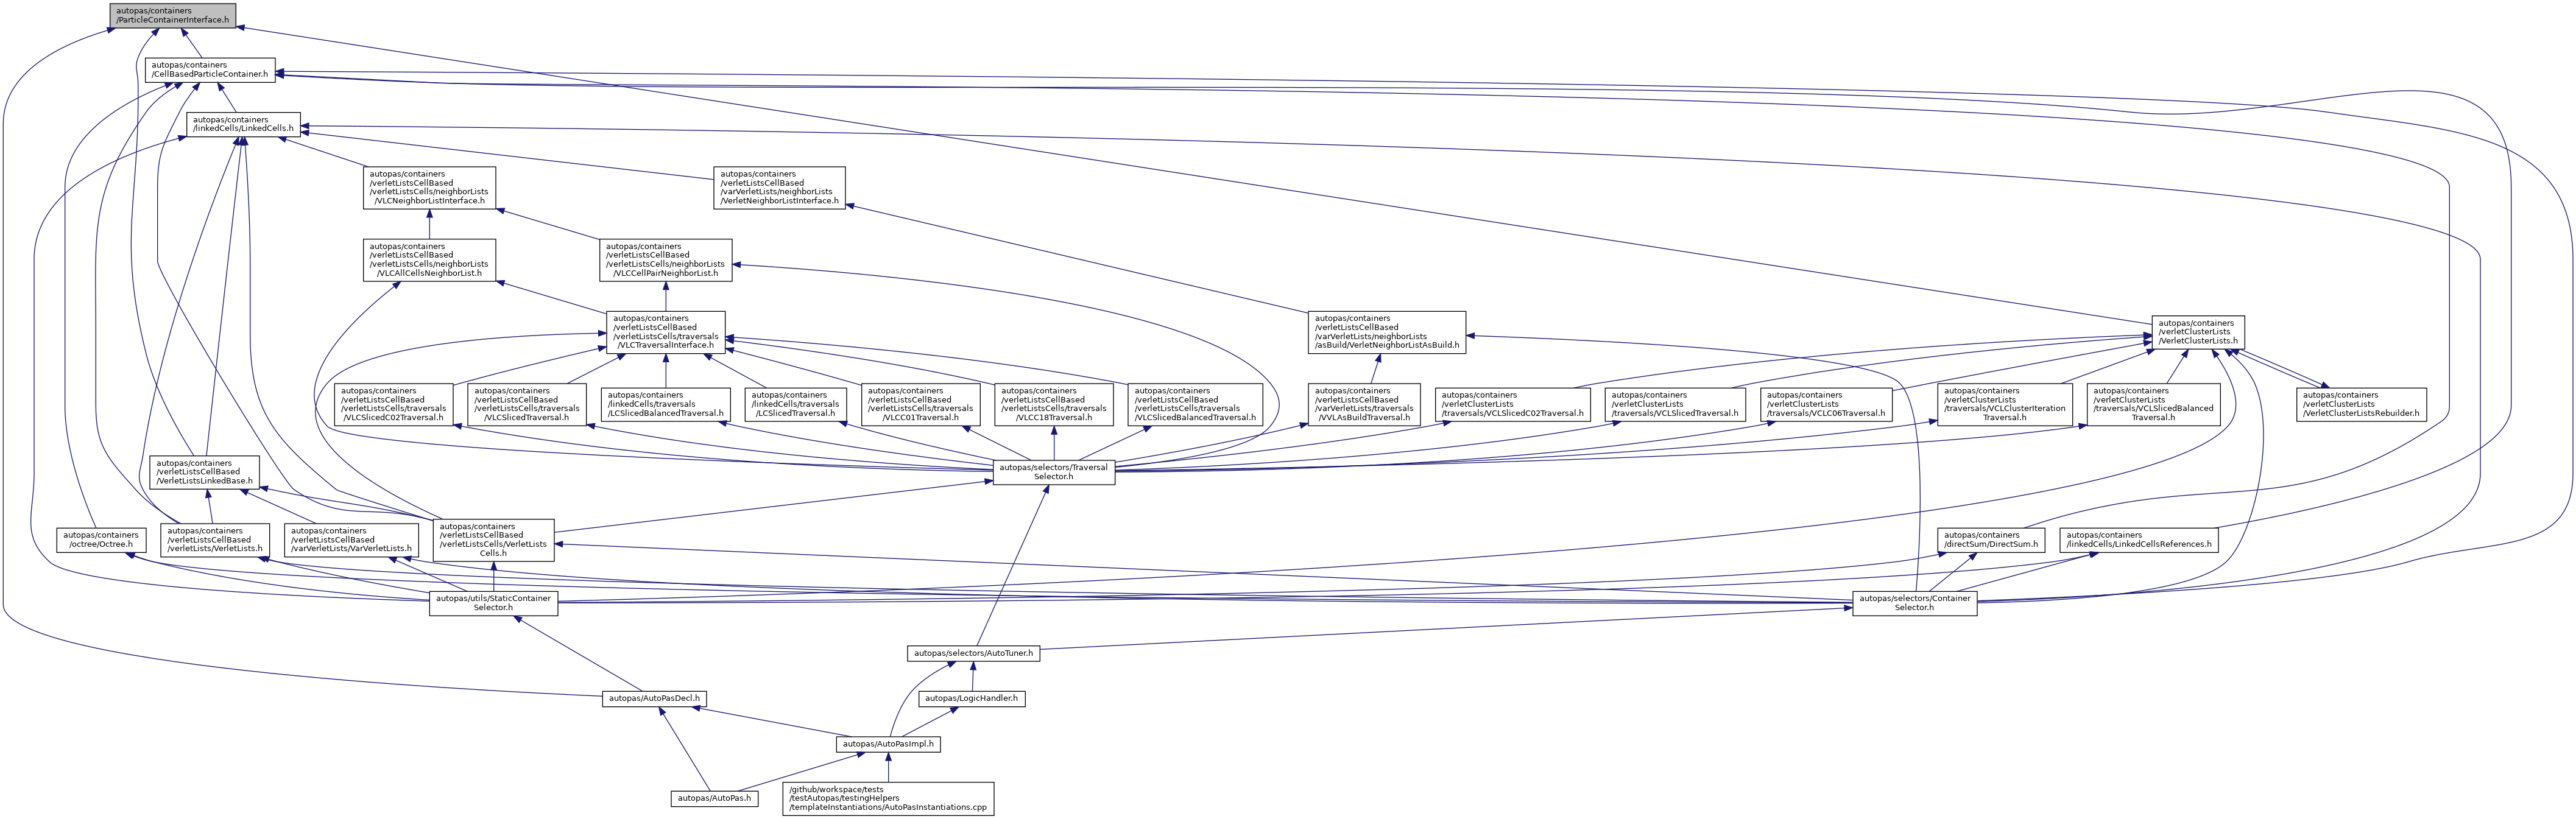 autopas/containers
/ParticleContainerInterface.h
autopas/containers
/CellBasedParticleContainer.h
autopas/containers
/linkedCells/LinkedCells.h
autopas/containers
/verletListsCellBased
/verletListsCells/neighborLists
/VLCNeighborListInterface.h
autopas/containers
/verletListsCellBased
/varVerletLists/neighborLists
/VerletNeighborListInterface.h
autopas/containers
/verletListsCellBased
/verletListsCells/neighborLists
/VLCAllCellsNeighborList.h
autopas/containers
/verletListsCellBased
/verletListsCells/neighborLists
/VLCCellPairNeighborList.h
autopas/containers
/verletListsCellBased
/verletListsCells/traversals
/VLCTraversalInterface.h
autopas/containers
/verletListsCellBased
/varVerletLists/neighborLists
/asBuild/VerletNeighborListAsBuild.h
autopas/containers
/verletClusterLists
/VerletClusterLists.h
autopas/containers
/verletListsCellBased
/verletListsCells/traversals
/VLCSlicedC02Traversal.h
autopas/containers
/verletListsCellBased
/verletListsCells/traversals
/VLCSlicedTraversal.h
autopas/containers
/linkedCells/traversals
/LCSlicedBalancedTraversal.h
autopas/containers
/linkedCells/traversals
/LCSlicedTraversal.h
autopas/containers
/verletListsCellBased
/verletListsCells/traversals
/VLCC01Traversal.h
autopas/containers
/verletListsCellBased
/verletListsCells/traversals
/VLCC18Traversal.h
autopas/containers
/verletListsCellBased
/verletListsCells/traversals
/VLCSlicedBalancedTraversal.h
autopas/containers
/verletListsCellBased
/varVerletLists/traversals
/VVLAsBuildTraversal.h
autopas/containers
/verletClusterLists
/traversals/VCLSlicedC02Traversal.h
autopas/containers
/verletClusterLists
/traversals/VCLSlicedTraversal.h
autopas/containers
/verletClusterLists
/traversals/VCLC06Traversal.h
autopas/containers
/verletClusterLists
/traversals/VCLClusterIteration
Traversal.h
autopas/containers
/verletClusterLists
/traversals/VCLSlicedBalanced
Traversal.h
autopas/containers
/verletClusterLists
/VerletClusterListsRebuilder.h
autopas/containers
/verletListsCellBased
/VerletListsLinkedBase.h
autopas/selectors/Traversal
Selector.h
autopas/containers
/octree/Octree.h
autopas/containers
/verletListsCellBased
/verletLists/VerletLists.h
autopas/containers
/verletListsCellBased
/varVerletLists/VarVerletLists.h
autopas/containers
/verletListsCellBased
/verletListsCells/VerletLists
Cells.h
autopas/containers
/directSum/DirectSum.h
autopas/containers
/linkedCells/LinkedCellsReferences.h
autopas/utils/StaticContainer
Selector.h
autopas/selectors/Container
Selector.h
autopas/selectors/AutoTuner.h
autopas/AutoPasDecl.h
autopas/LogicHandler.h
autopas/AutoPasImpl.h
autopas/AutoPas.h
/github/workspace/tests
/testAutopas/testingHelpers
/templateInstantiations/AutoPasInstantiations.cpp